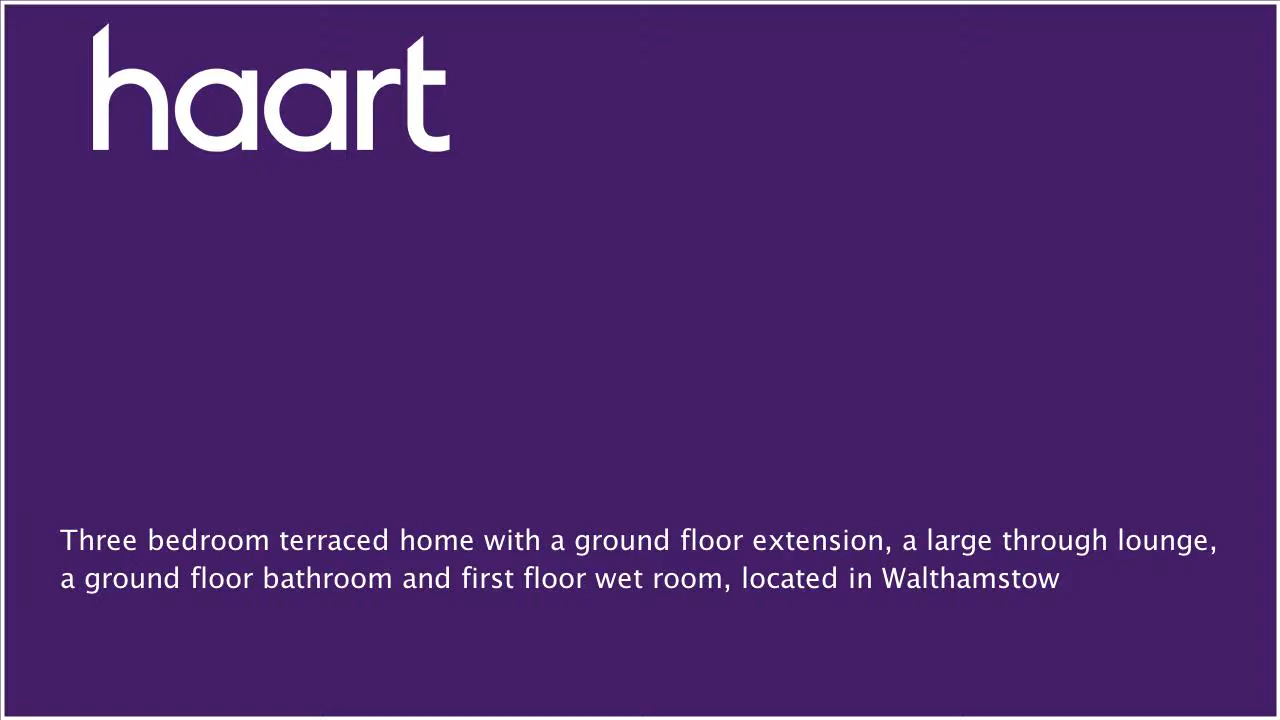 haart
Three bedroom terraced home with a ground floor extension, a large through lounge,
a ground floor bathroom and first floor wet room, located in Walthamstow